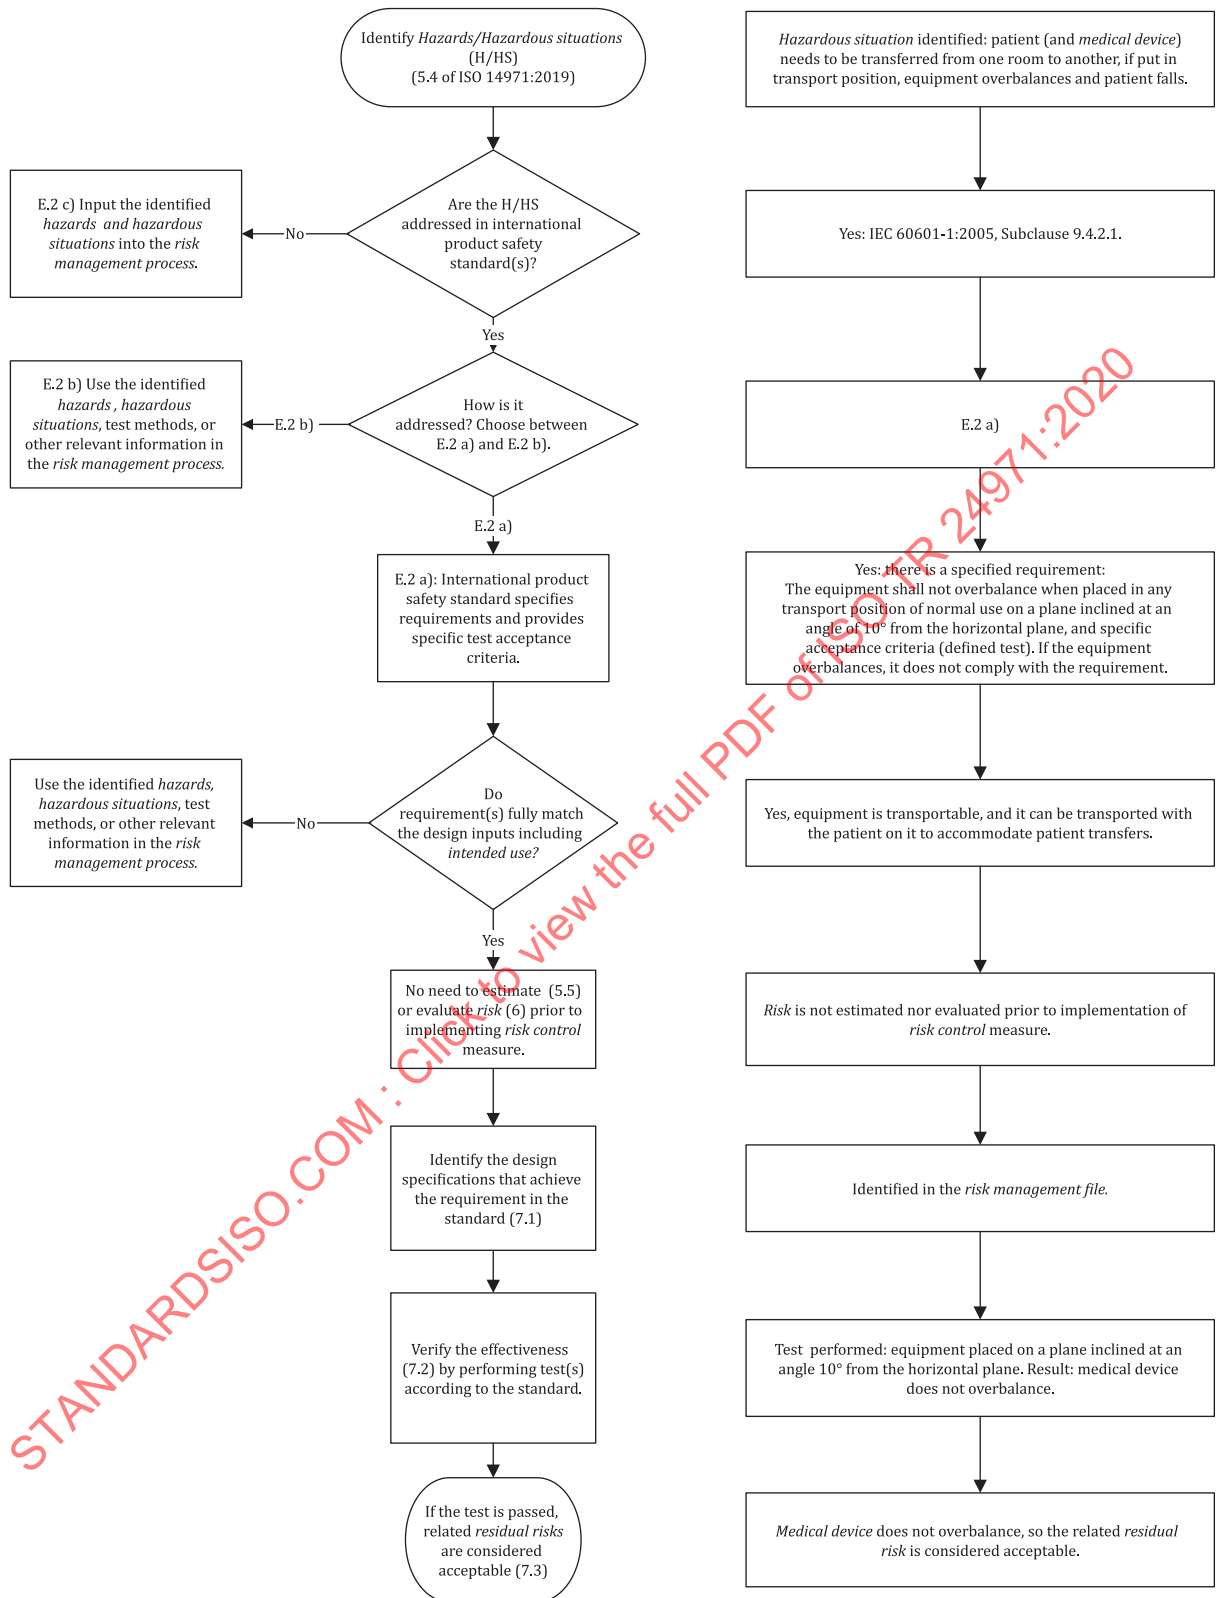 Identify Hazards/Hazardous situations
(H/HS)
(5.4 of ISO 14971:2019)
Are the H/HS
addressed in international
product safety
standard(s)?
No
E.2 c) Input the identified
hazards and hazardous
situations into the risk
management process.
Yes
How is it
addressed? Choose between
E.2 a) and E.2 b).
E.2 b)
E.2 b) Use the identified
hazards , hazardous
situations, test methods, or
other relevant information in
the risk management process.
E.2 a)
E.2 a): International product
safety standard specifies
requirements and provides
specific test acceptance
criteria.
Do
requirement(s) fully match
the design inputs including
intended use?
No
Use the identified hazards,
hazardous situations, test
methods, or other relevant
information in the risk
management process.
Yes
No need to estimate (5.5)
or evaluate risk (6) prior to
implementing risk control
measure.
Identify the design
specifications that achieve
the requirement in the
standard (7.1)
Verify the effectiveness
(7.2) by performing test(s)
according to the standard.
If the test is passed,
related residual risks
are considered
acceptable (7.3)
Hazardous situation identified: patient (and medical device)
needs to be transferred from one room to another, if put in
transport position, equipment overbalances and patient falls.
Yes: IEC 60601-1:2005, Subclause 9.4.2.1.
E.2 a)
Yes: there is a specified requirement:
The equipment shall not overbalance when placed in any
transport position of normal use on a plane inclined at an
angle of 10° from the horizontal plane, and specific
acceptance criteria (defined test). If the equipment
overbalances, it does not comply with the requirement.
Yes, equipment is transportable, and it can be transported with
the patient on it to accommodate patient transfers.
Risk is not estimated nor evaluated prior to implementation of
risk control measure.
Identified in the risk management file.
Test performed: equipment placed on a plane inclined at an
angle 10° from the horizontal plane. Result: medical device
does not overbalance.
Medical device does not overbalance, so the related residual
risk is considered acceptable.
STANDARDSISO.COM : Click to view the full PDF of ISO TR 24971:2020